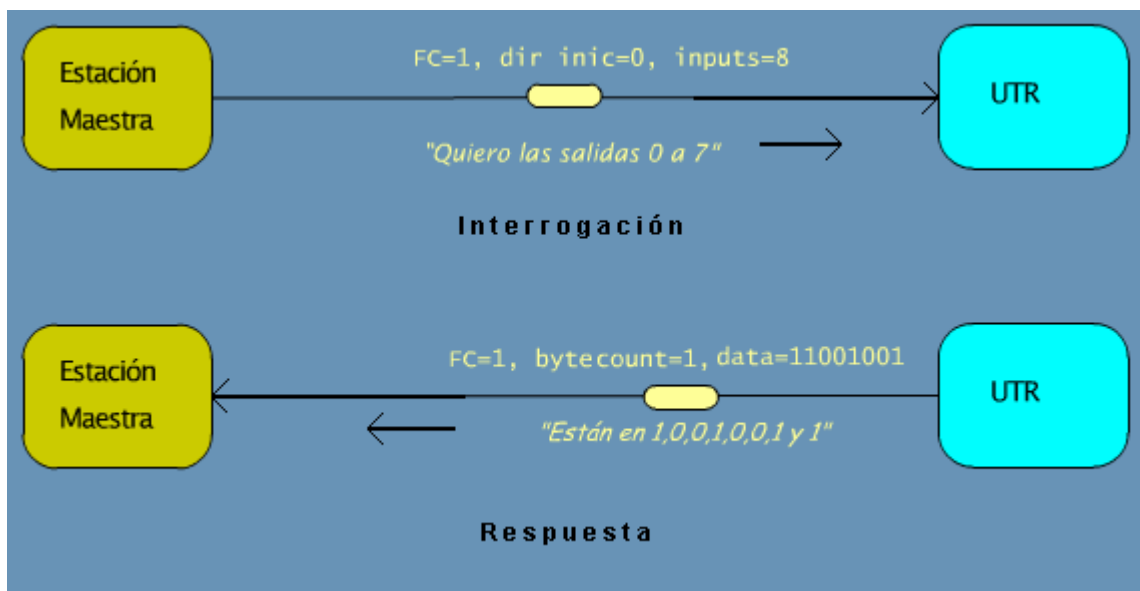 Estación
Maestra
FC=1, dir inic=0, inputs=8
"Quiero las salidas 0 a 7"
UTR
Interrogación
Estación
Maestra
FC=1, bytecount=1, data=11001001
"Están en 1,0,0,1,0,0,1 y 1"
UTR
Respuesta